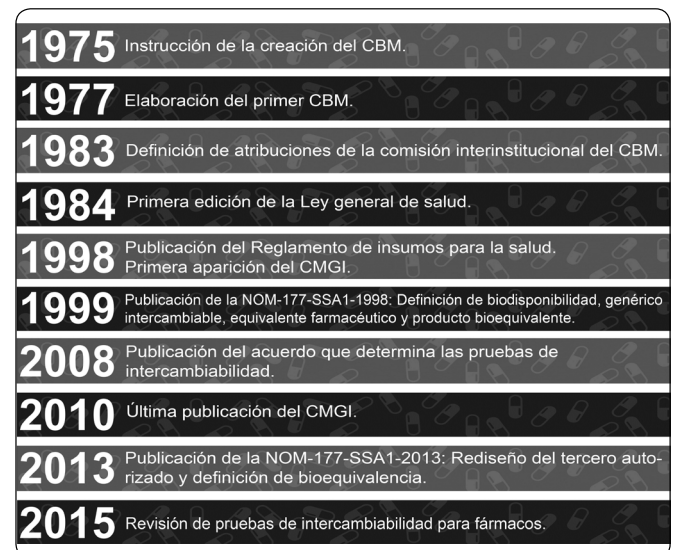 1975 Instrucción de la creación del CBM.
1977 Elaboración del primer CBM.
1983 Definición de atribuciones de la comisión interinstitucional del CBM.
1984 Primera edición de la Ley general de salud.
1998 Publicación del Reglamento de insumos para la salud.
Primera aparición del CMGI.
1999 Publicación de la NOM-177-SSA1-1998: Definición de biodisponibilidad, genérico
intercambiable, equivalente farmacéutico y producto bioequivalente.
2008 Publicación del acuerdo que determina las pruebas de
intercambiabilidad.
2010 Última publicación del CMGI.
2013 Publicación de la NOM-177-SSA1-2013: Rediseño del tercero auto-
rizado y definición de bioequivalencia.
2015 Revisión de pruebas de intercambiabilidad para fármacos.